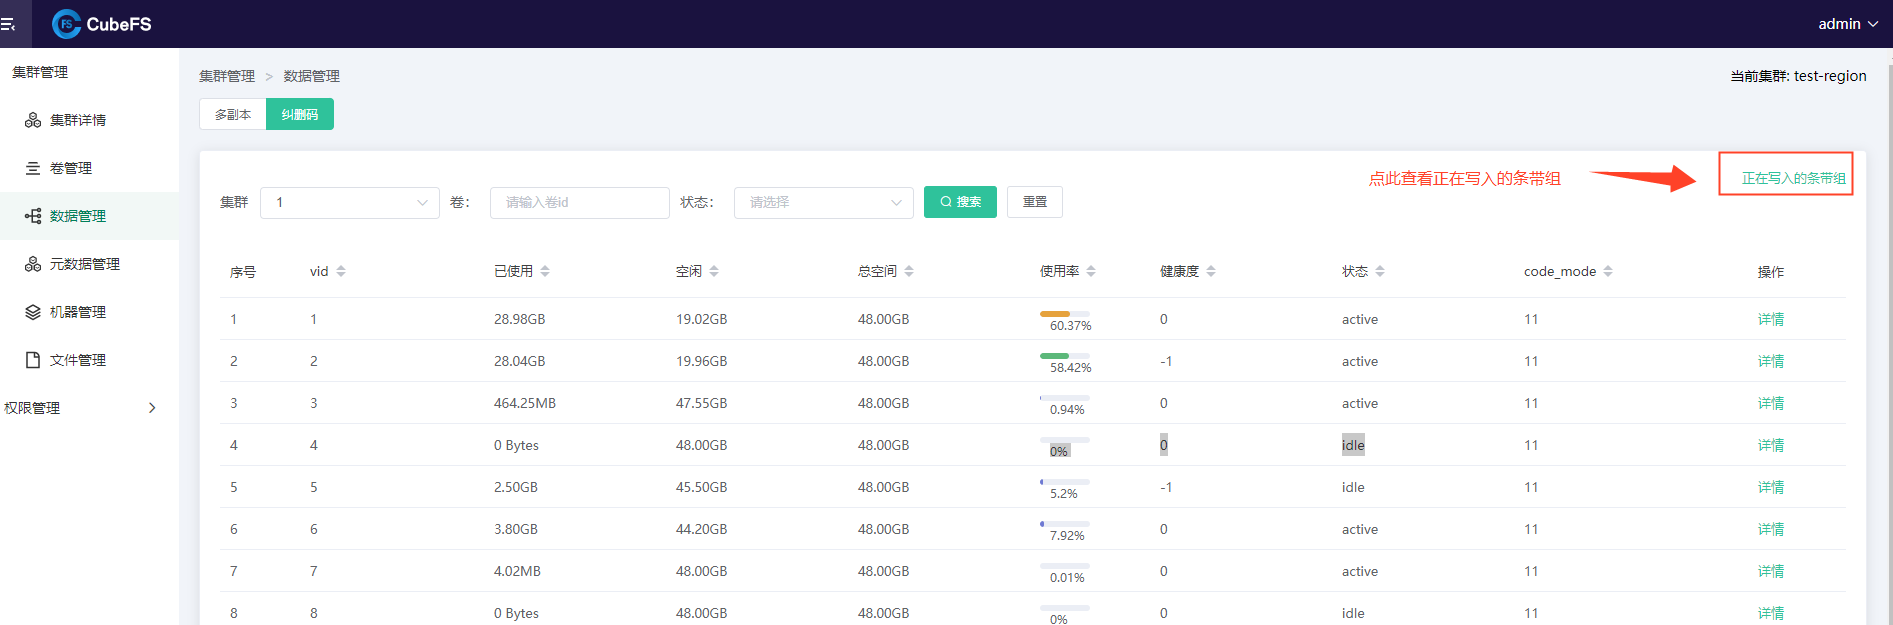 CubeFS
admin
集群管理
集群详情
卷管理
数据管理
元数据管理
机器管理
文件管理
权限管理
集群管理 > 数据管理
当前集群: test-region
多副本 纠删码
点此查看正在写入的条带组
正在写入的条带组
集群 1 卷： 请输入卷id 状态： 请选择 搜索 重置
序号 vid 已使用 空闲 总空间 使用率 健康度 状态 code_mode 操作
1 1 28.98GB 19.02GB 48.00GB 60.37% 0 active 11 详情
2 2 28.04GB 19.96GB 48.00GB 58.42% -1 active 11 详情
3 3 464.25MB 47.55GB 48.00GB 0.94% 0 active 11 详情
4 4 0 Bytes 48.00GB 48.00GB 0% 0 idle 11 详情
5 5 2.50GB 45.50GB 48.00GB 5.2% -1 idle 11 详情
6 6 3.80GB 44.20GB 48.00GB 7.92% 0 active 11 详情
7 7 4.02MB 48.00GB 48.00GB 0.01% 0 active 11 详情
8 8 0 Bytes 48.00GB 48.00GB 0% 0 idle 11 详情